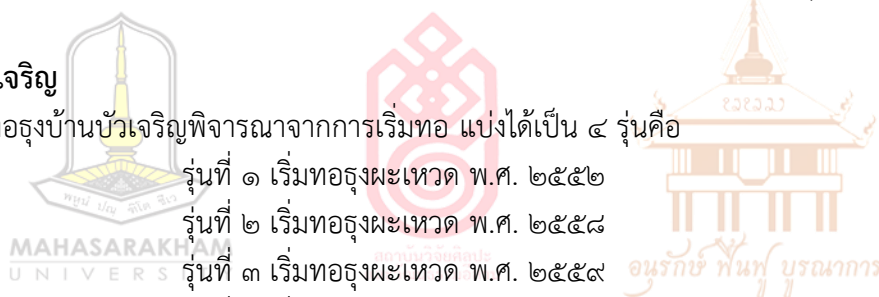 เจริญ
ทอธุงบ้านบัวเจริญพิจารณาจากการเริ่มทอ แบ่งได้เป็น ๔ รุ่นคือ
รุ่นที่ ๑ เริ่มทอธุงผะเหวด พ.ศ. ๒๕๕๒
รุ่นที่ ๒ เริ่มทอธุงผะเหวด พ.ศ. ๒๕๕๘
รุ่นที่ ๓ เริ่มทอธุงผะเหวด พ.ศ. ๒๕๕๙
MAHASARAKHAM
UNIVERS
อนุรักษ์ ฟื้นฟู บูรณาการ